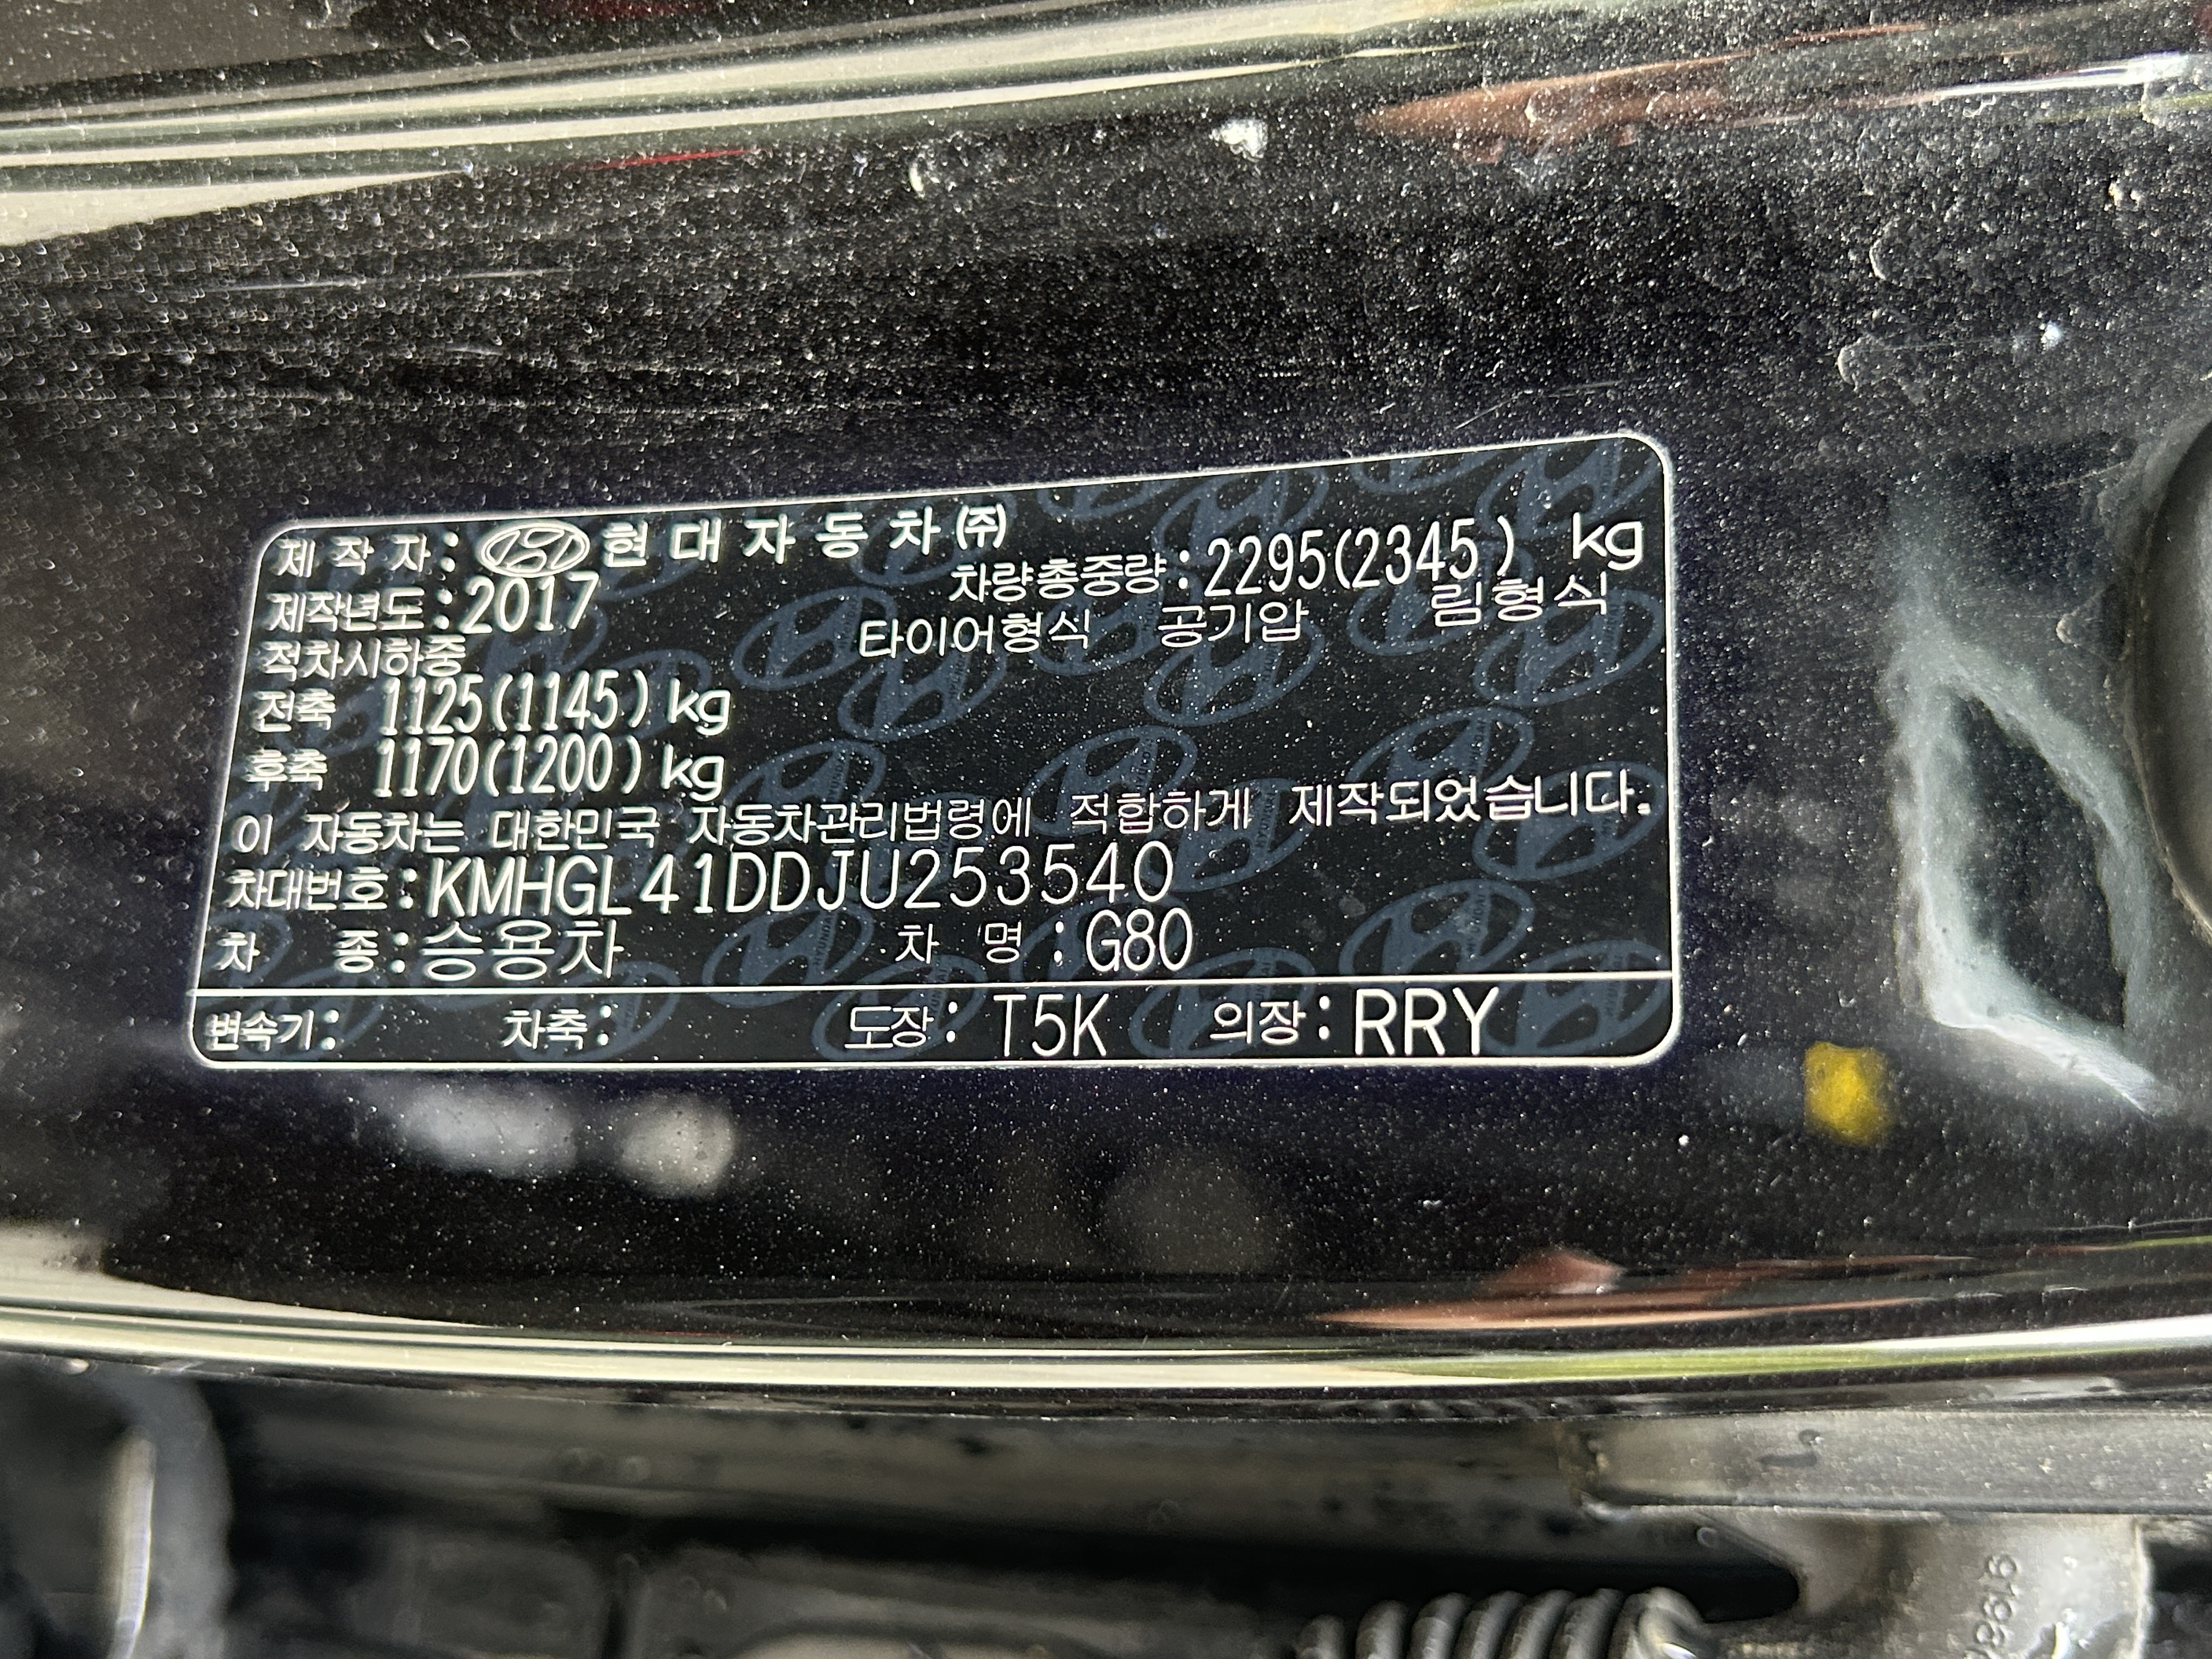 제 작 자 : 현 대 자 동 차 ㈜
제작년도 : 2017
차량총중량 : 2295(2345) kg
적차시하중
타이어형식 공기압 림형식
전축 1125(1145) kg
후축 1170(1200) kg
이 자동차는 대한민국 자동차관리법령에 적합하게 제작되었습니다.
차대번호 : KMHGL41DDJU253540
차 종 : 승용차 차 명 : G80
변속기 : 차축 : 도장 : T5K 의장 : RRY